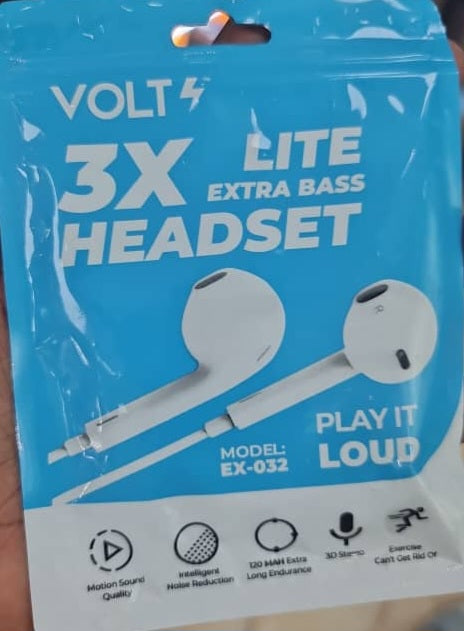 VOLT
3X LITE
EXTRA BASS
HEADSET
R
PLAY IT
LOUD
MODEL:
EX-032
Motion Sound
Quality
Intelligent
Noise Reduction
120 MAH Extra
Long Endurance
3D Stereo
Exercise
Can't Get Rid Of